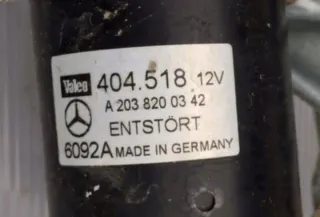 Valeo 404.518 12V
A 203 820 03 42
ENTSTÖRT
6092A MADE IN GERMANY